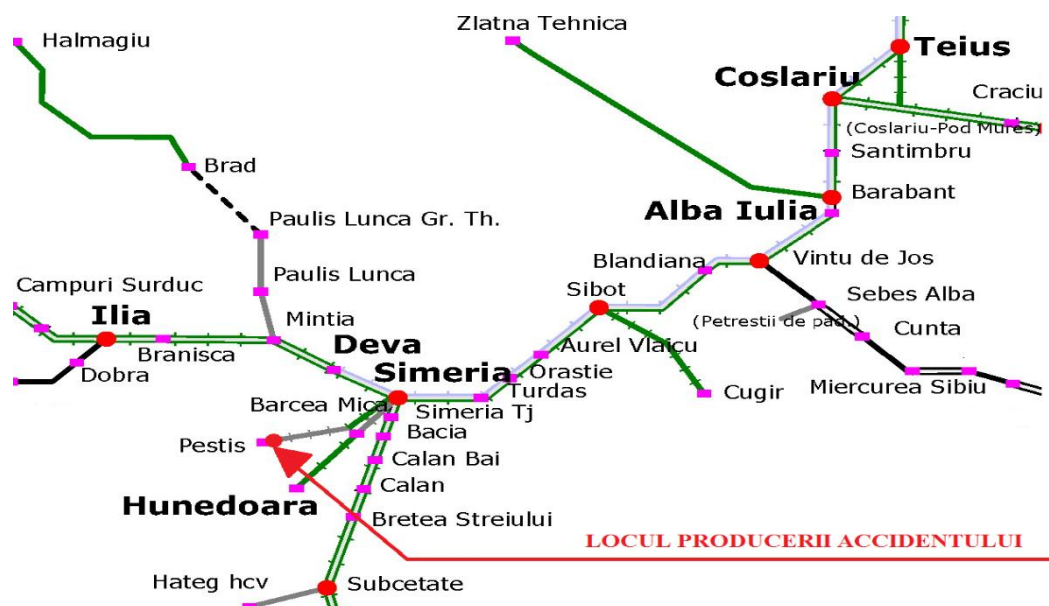 Halmagiu
Zlatna Tehnica
Teius
Coslariu
Craciu
(Coslariu-Pod Mures)
Santimbru
Brad
Barabant
Alba Iulia
Paulis Lunca Gr. Th.
Vintu de Jos
Blandiana
Paulis Lunca
Campuri Surduc
Sibot
Sebes Alba
(Petrestii de pad.)
Ilia
Mintia
Cunta
Branisca
Deva
Aurel Vlaicu
Dobra
Simeria
Orastie
Miercurea Sibiu
Turdas
Cugir
Barcea Mica
Simeria Tj
Pestis
Bacia
Calan Bai
Calan
Hunedoara
Bretea Streiului
LOCUL PRODUCERII ACCIDENTULUI
Hateg hcv
Subcetate